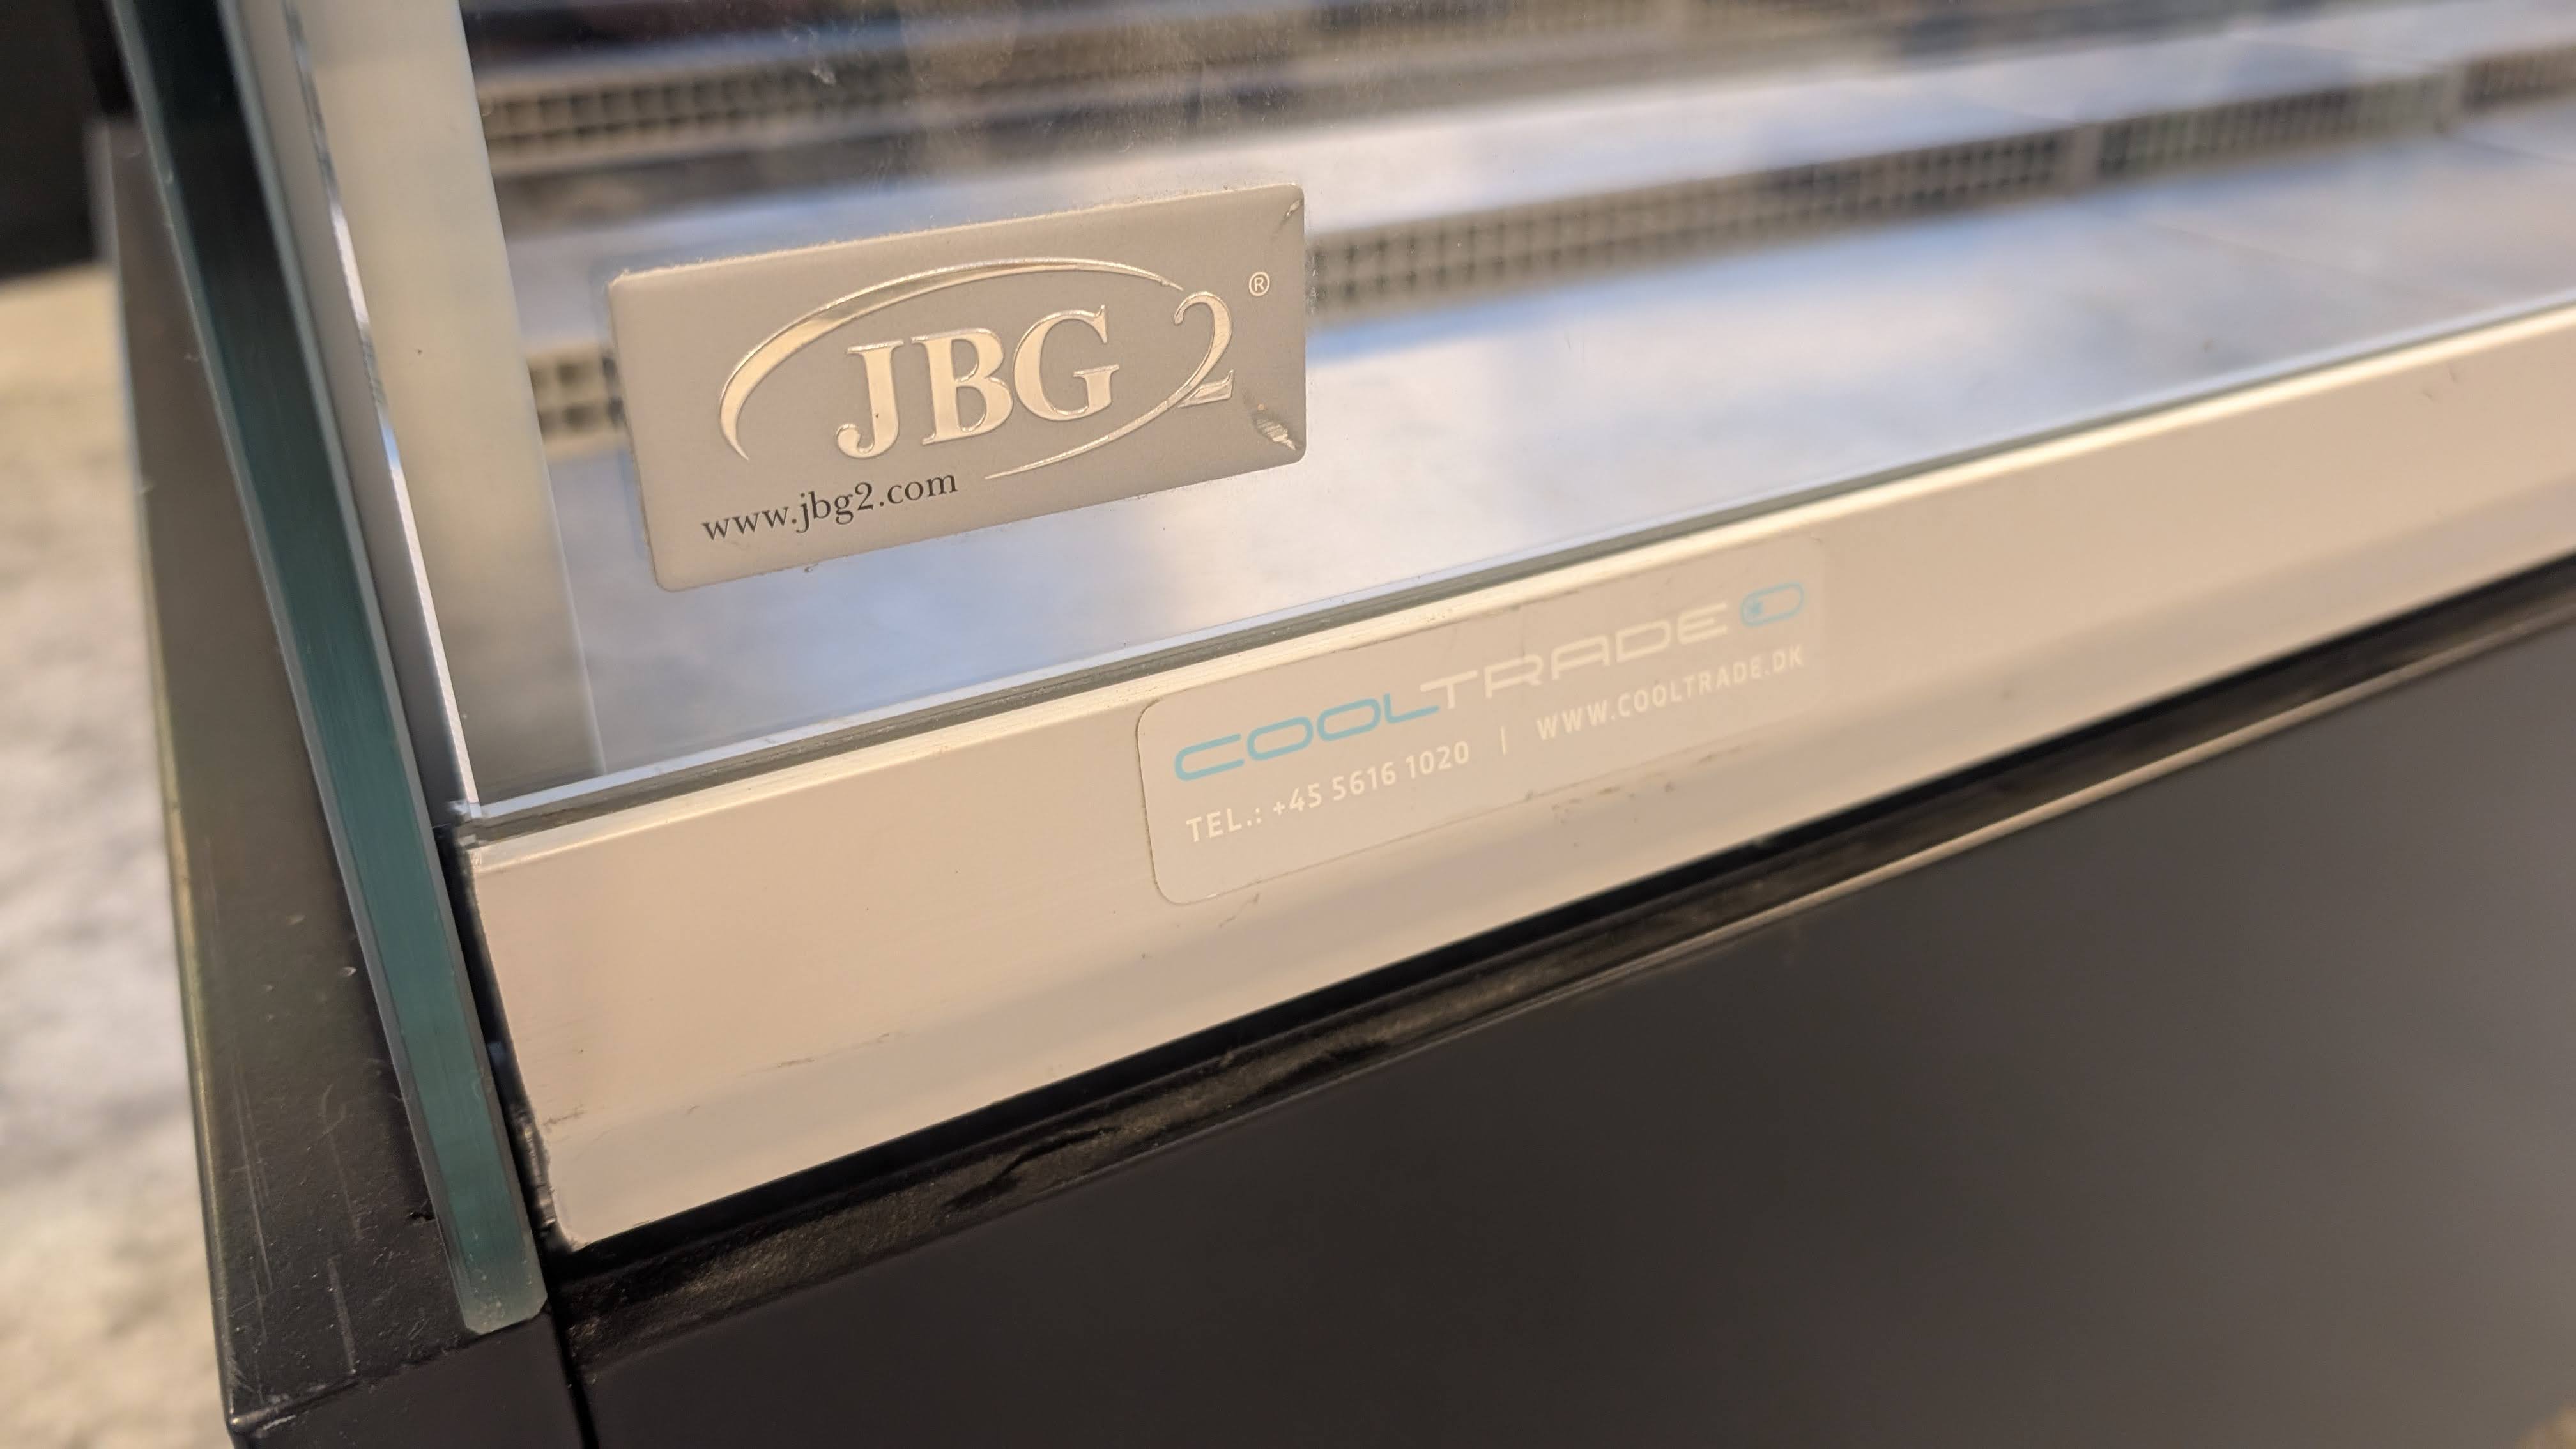 JBG 2®
www.jbg2.com
COOLTRADE
TEL.: +45 5616 1020 | WWW.COOLTRADE.DK